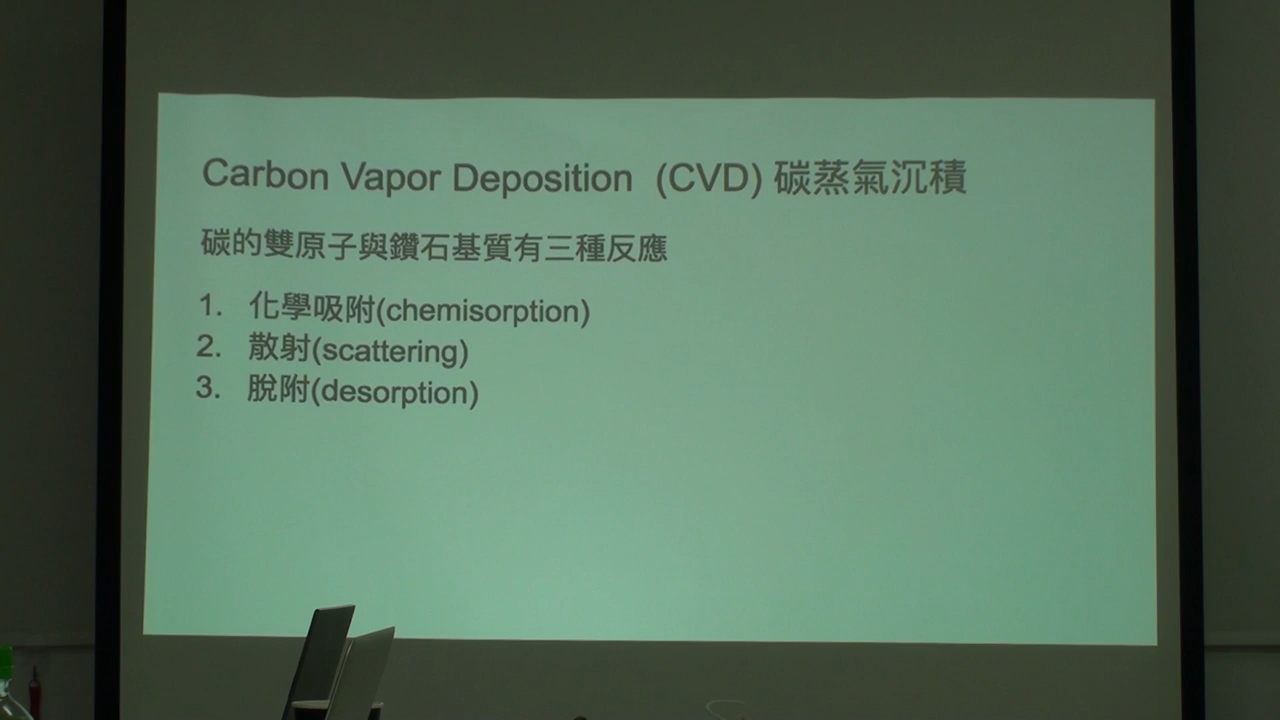 Carbon Vapor Deposition (CVD) 碳蒸氣沉積
碳的雙原子與鑽石基質有三種反應
1. 化學吸附(chemisorption)
2. 散射(scattering)
3. 脫附(desorption)